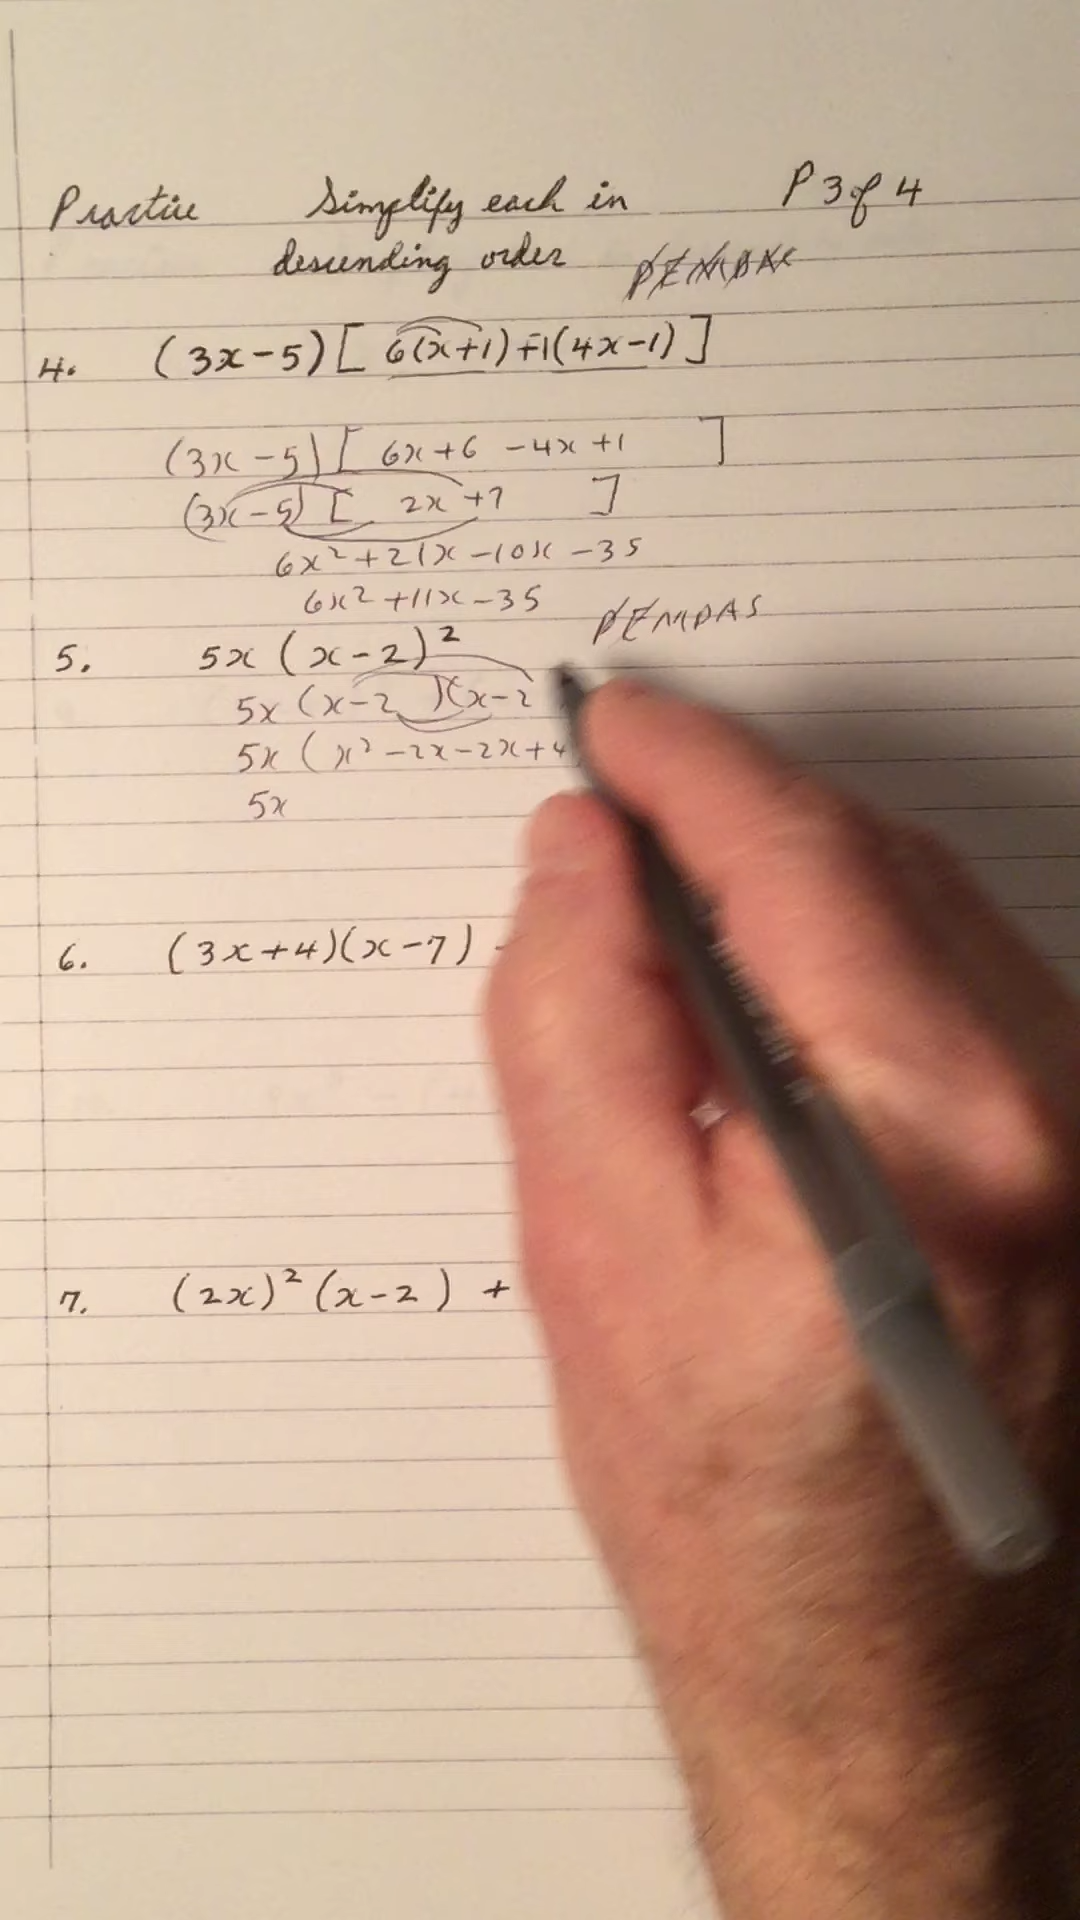 Practice Simplify each in P 3 of 4
descending order PEMDAS
4. (3x-5)[6(x+1)-1(4x-1)]
(3x-5)[6x+6-4x+1]
(3x-5)[2x+7]
6x²+21x-10x-35
6x²+11x-35
PEMDAS
5. 5x(x-2)²
5x(x-2)(x-2
5x(x²-2x-2x+4
5x
6. (3x+4)(x-7) -
7. (2x)²(x-2) +